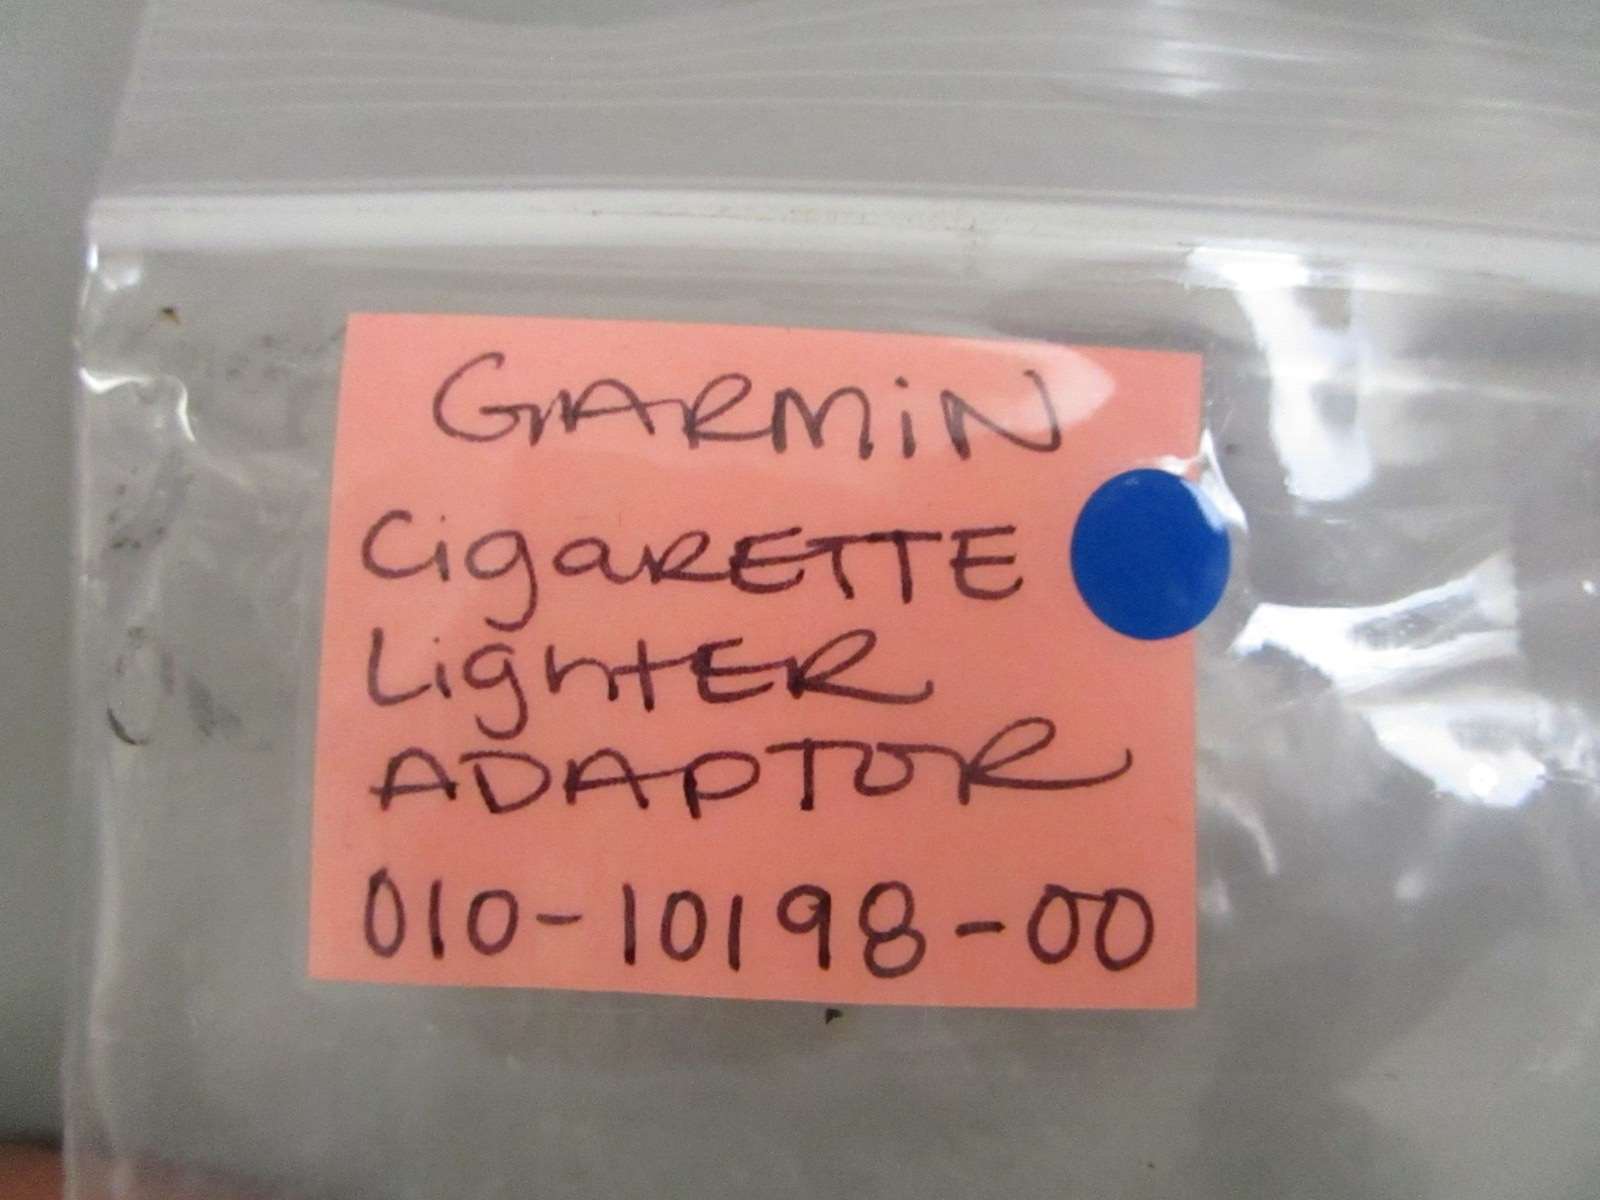 GARMiN
CigaRETTE
LightER
ADAPTOR
010-10198-00